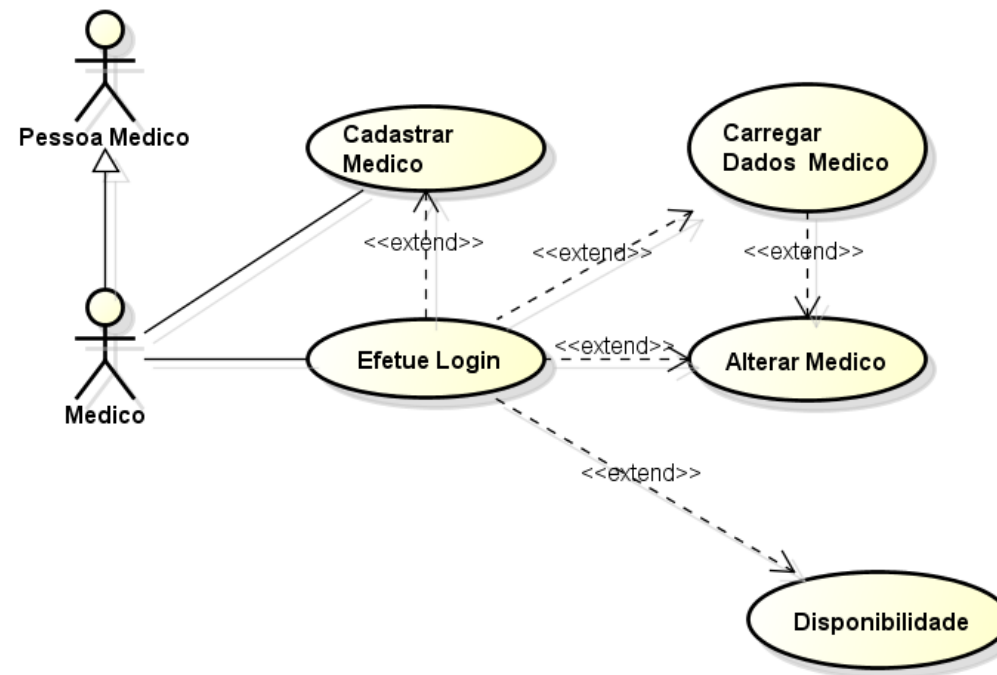 Pessoa Medico
Cadastrar
Medico
Carregar
Dados Medico
<<extend>>
<<extend>>
<<extend>>
Medico
Efetue Login
<<extend>>
Alterar Medico
<<extend>>
Disponibilidade